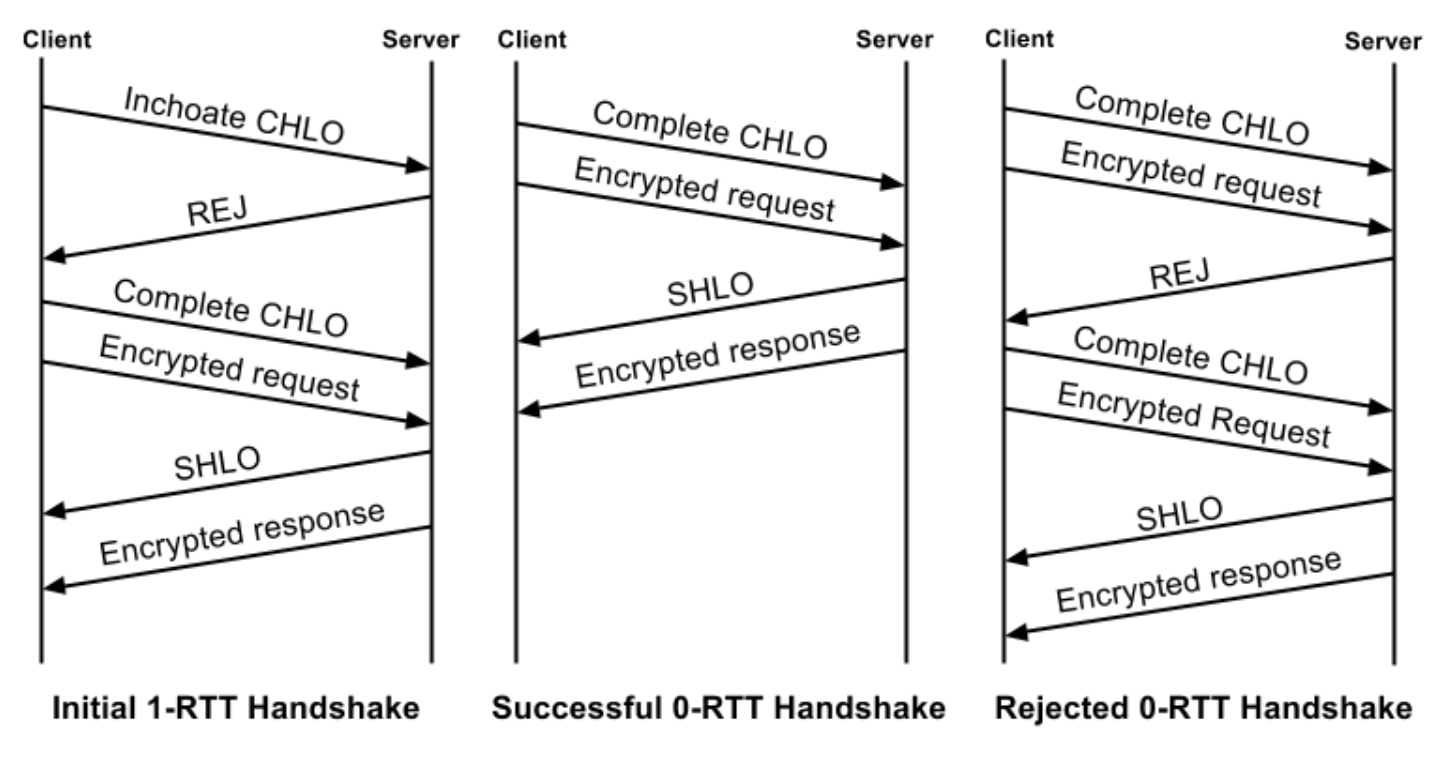 Client
Server
Inchoate CHLO
REJ
Complete CHLO
Encrypted request
SHLO
Encrypted response
Initial 1-RTT Handshake
Client
Server
Complete CHLO
Encrypted request
SHLO
Encrypted response
Successful 0-RTT Handshake
Client
Server
Complete CHLO
Encrypted request
REJ
Complete CHLO
Encrypted Request
SHLO
Encrypted response
Rejected 0-RTT Handshake